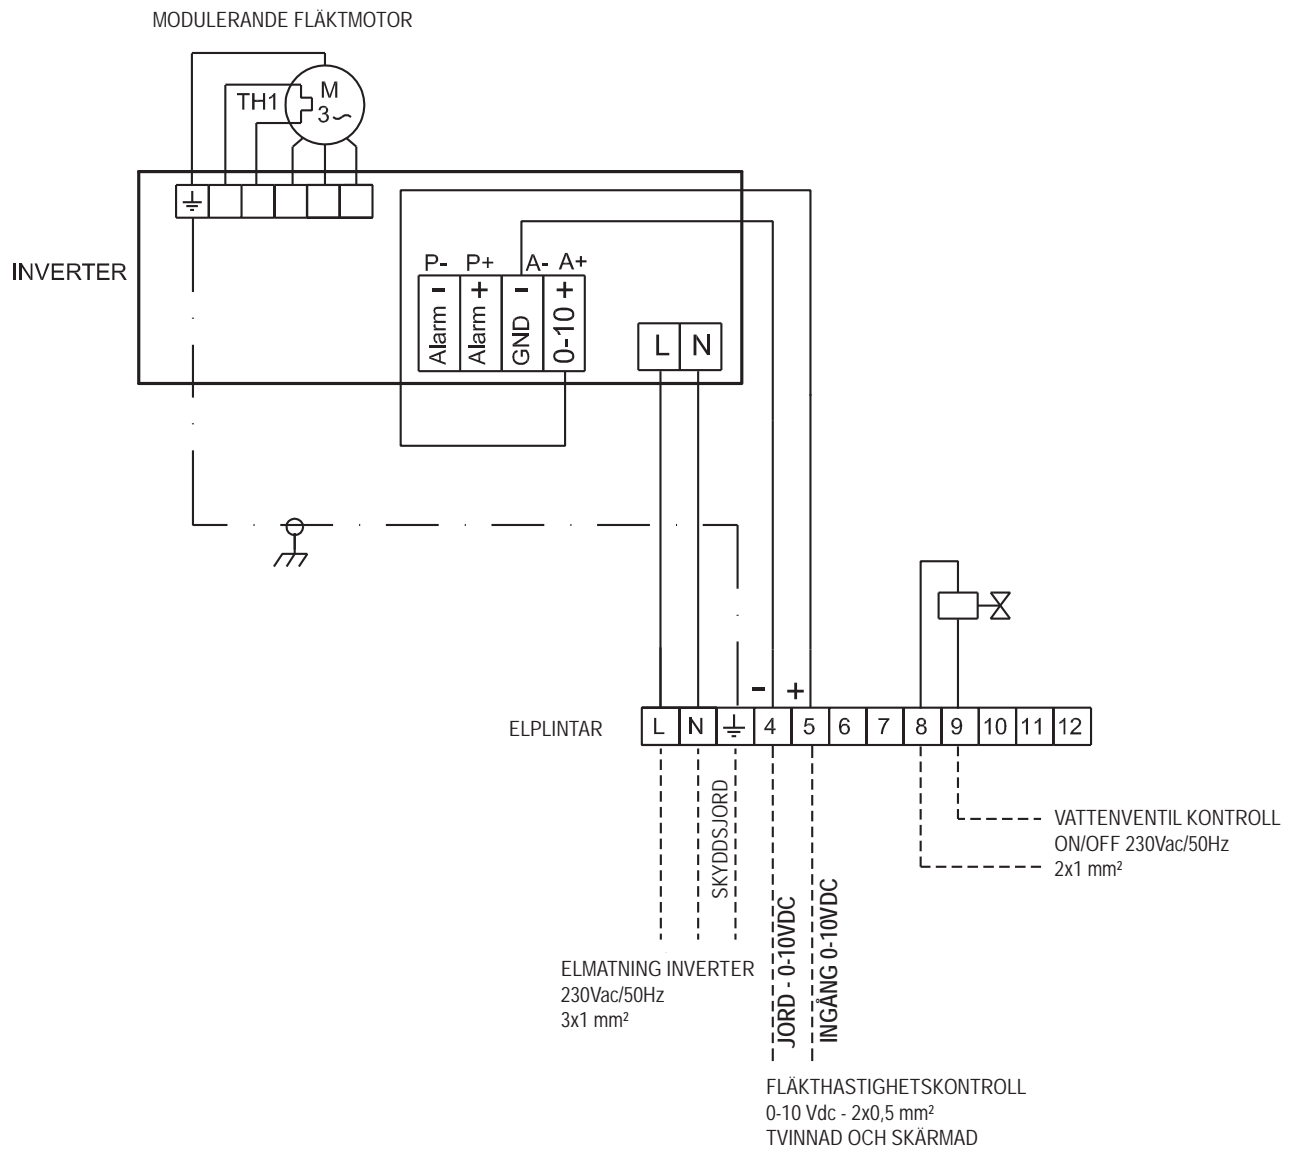 MODULERANDE FLÄKTMOTOR
TH1
M
3~
INVERTER
P- P+ A- A+
Alarm -
Alarm +
GND -
0-10 +
L N
- +
ELPLINTAR
L N 4 5 6 7 8 9 10 11 12
SKYDDSJORD
JORD - 0-10VDC
INGÅNG 0-10VDC
VATTENVENTIL KONTROLL
ON/OFF 230Vac/50Hz
2x1 mm²
ELMATNING INVERTER
230Vac/50Hz
3x1 mm²
FLÄKTHASTIGHETSKONTROLL
0-10 Vdc - 2x0,5 mm²
TVINNAD OCH SKÄRMAD